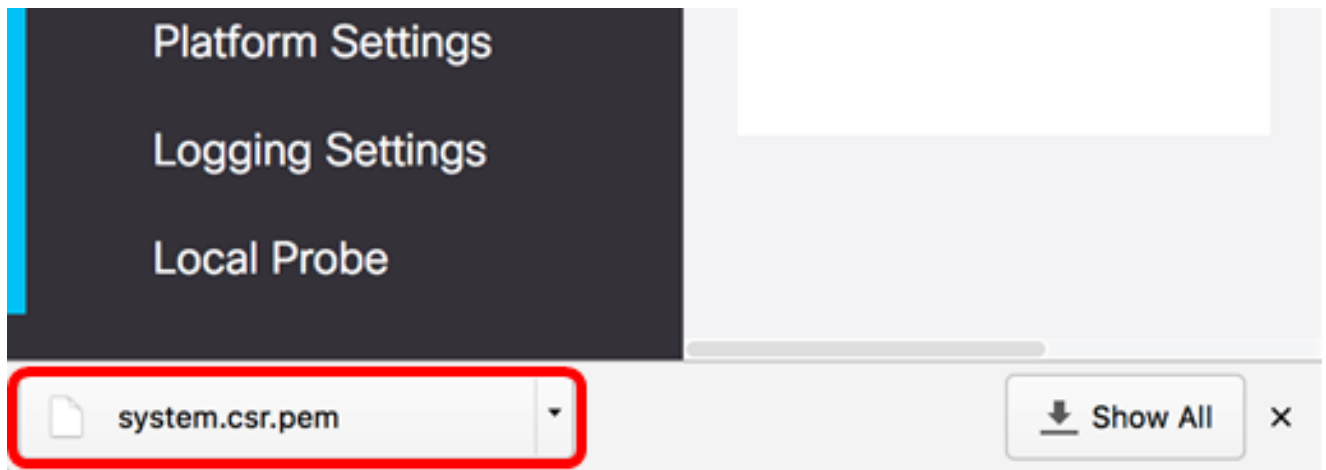 Platform Settings
Logging Settings
Local Probe
system.csr.pem
Show All